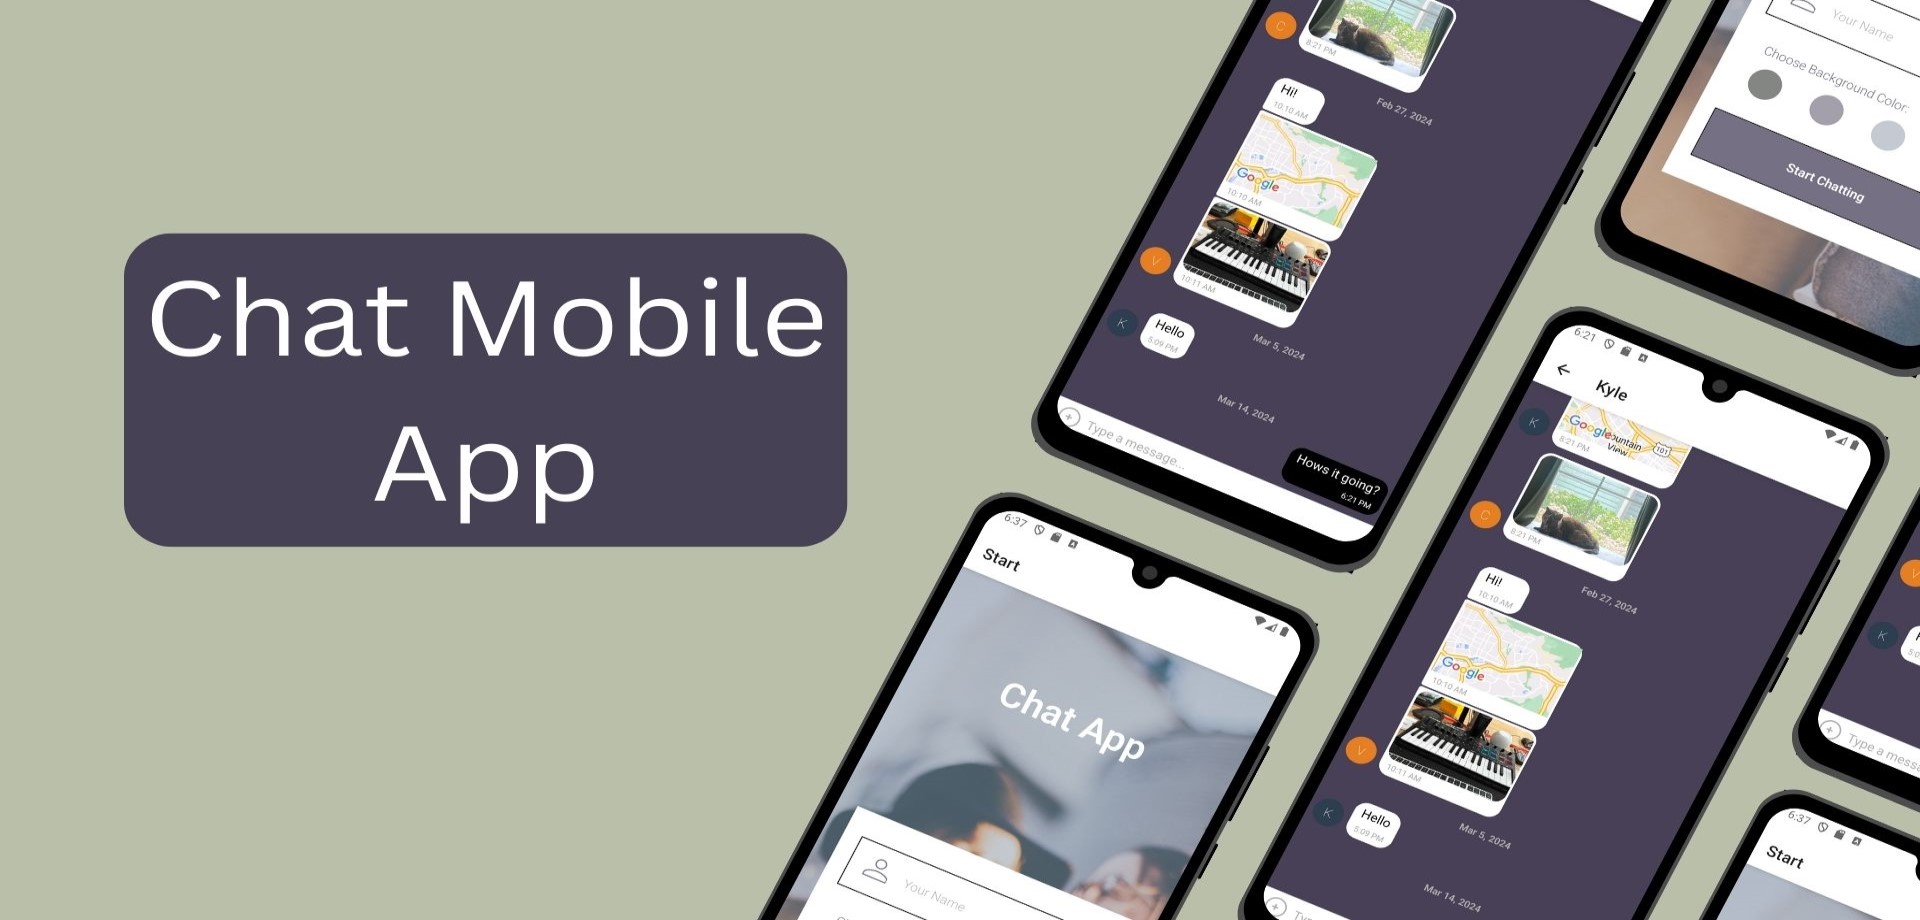 Chat Mobile
App
C
8:21 PM
Feb 27, 2024
Hi!
10:10 AM
Google
10:10 AM
V
10:11 AM
Mar 5, 2024
K
Hello
5:09 PM
Mar 14, 2024
Hows it going?
6:21 PM
Type a message...
Your Name
Choose Background Color:
Start Chatting
6:37
Start
Chat App
Your Name
6:21
Kyle
K
Google
View
101
8:21 PM
C
8:21 PM
Feb 27, 2024
Hi!
10:10 AM
Google
10:10 AM
V
10:11 AM
Mar 5, 2024
K
Hello
5:09 PM
Mar 14, 2024
V
K
Type a
6:37
Start